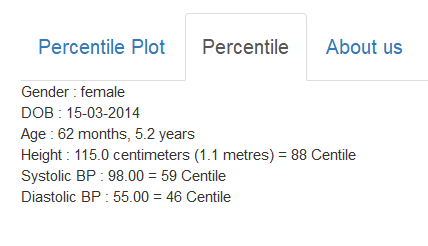 Percentile Plot Percentile About us
Gender : female
DOB : 15-03-2014
Age : 62 months, 5.2 years
Height : 115.0 centimeters (1.1 metres) = 88 Centile
Systolic BP : 98.00 = 59 Centile
Diastolic BP : 55.00 = 46 Centile